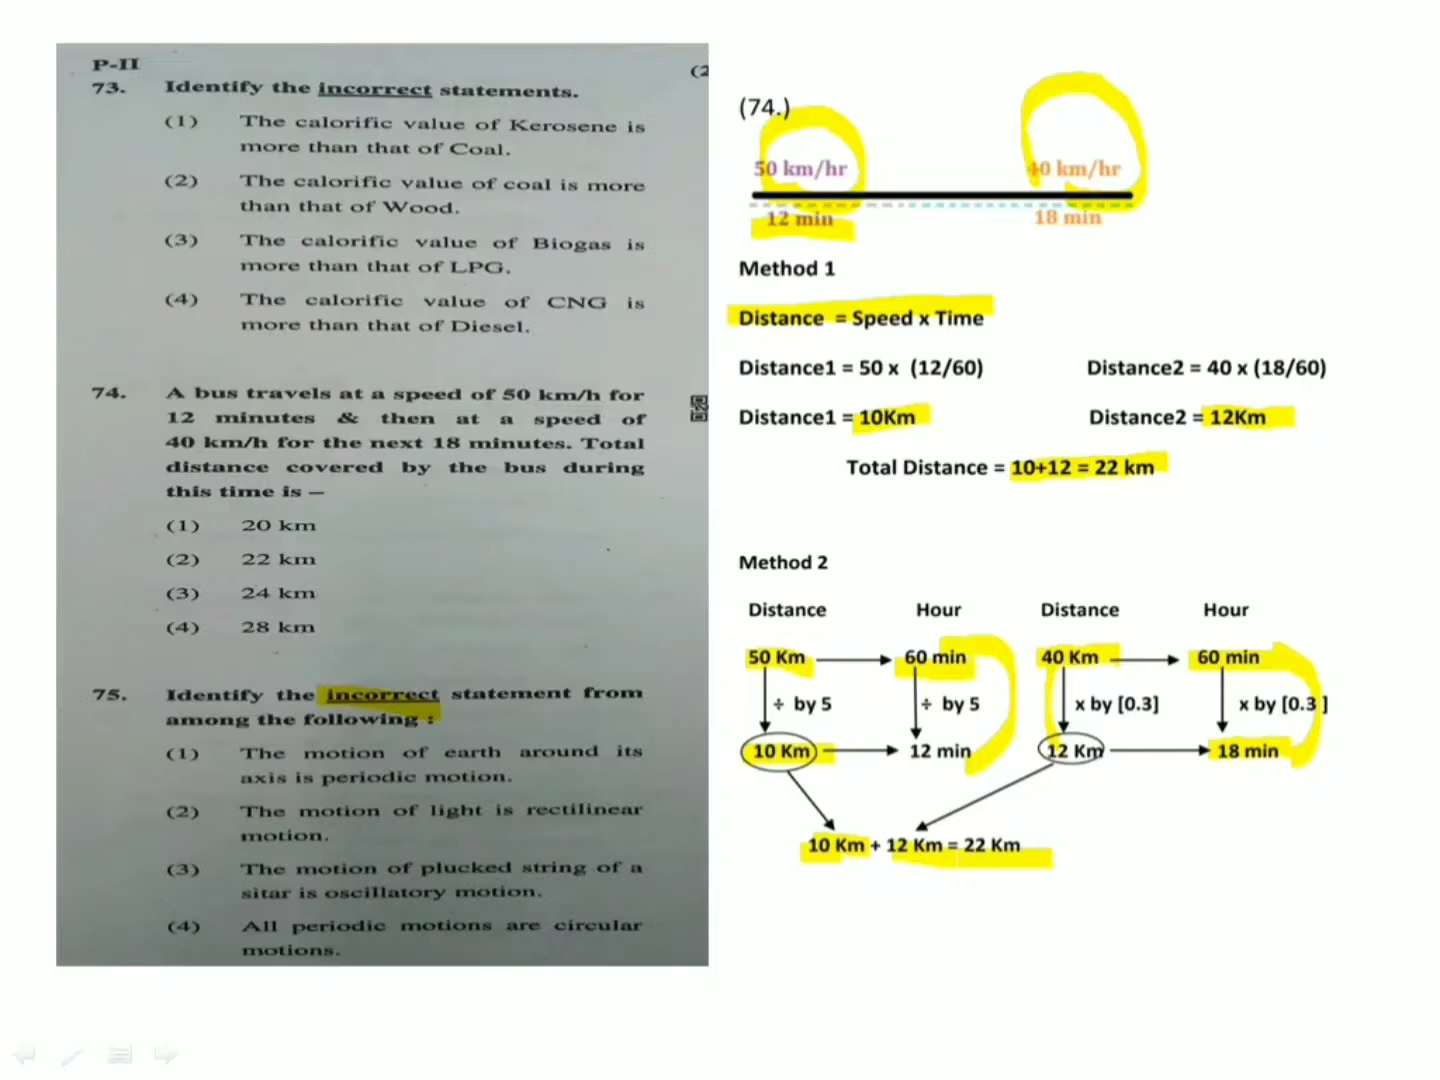 P-II
(2
73. Identify the incorrect statements.
(1) The calorific value of Kerosene is
more than that of Coal.
(2) The calorific value of coal is more
than that of Wood.
(3) The calorific value of Biogas is
more than that of LPG.
(4) The calorific value of CNG is
more than that of Diesel.
74. A bus travels at a speed of 50 km/h for
12 minutes & then at a speed of
40 km/h for the next 18 minutes. Total
distance covered by the bus during
this time is –
(1) 20 km
(2) 22 km
(3) 24 km
(4) 28 km
75. Identify the incorrect statement from
among the following :
(1) The motion of earth around its
axis is periodic motion.
(2) The motion of light is rectilinear
motion.
(3) The motion of plucked string of a
sitar is oscillatory motion.
(4) All periodic motions are circular
motions.
(74.)
50 km/hr 40 km/hr
12 min 18 min
Method 1
Distance = Speed x Time
Distance1 = 50 x (12/60) Distance2 = 40 x (18/60)
Distance1 = 10Km Distance2 = 12Km
Total Distance = 10+12 = 22 km
Method 2
Distance Hour Distance Hour
50 Km 60 min 40 Km 60 min
÷ by 5 ÷ by 5 x by [0.3] x by [0.3 ]
10 Km 12 min 12 Km 18 min
10 Km + 12 Km = 22 Km